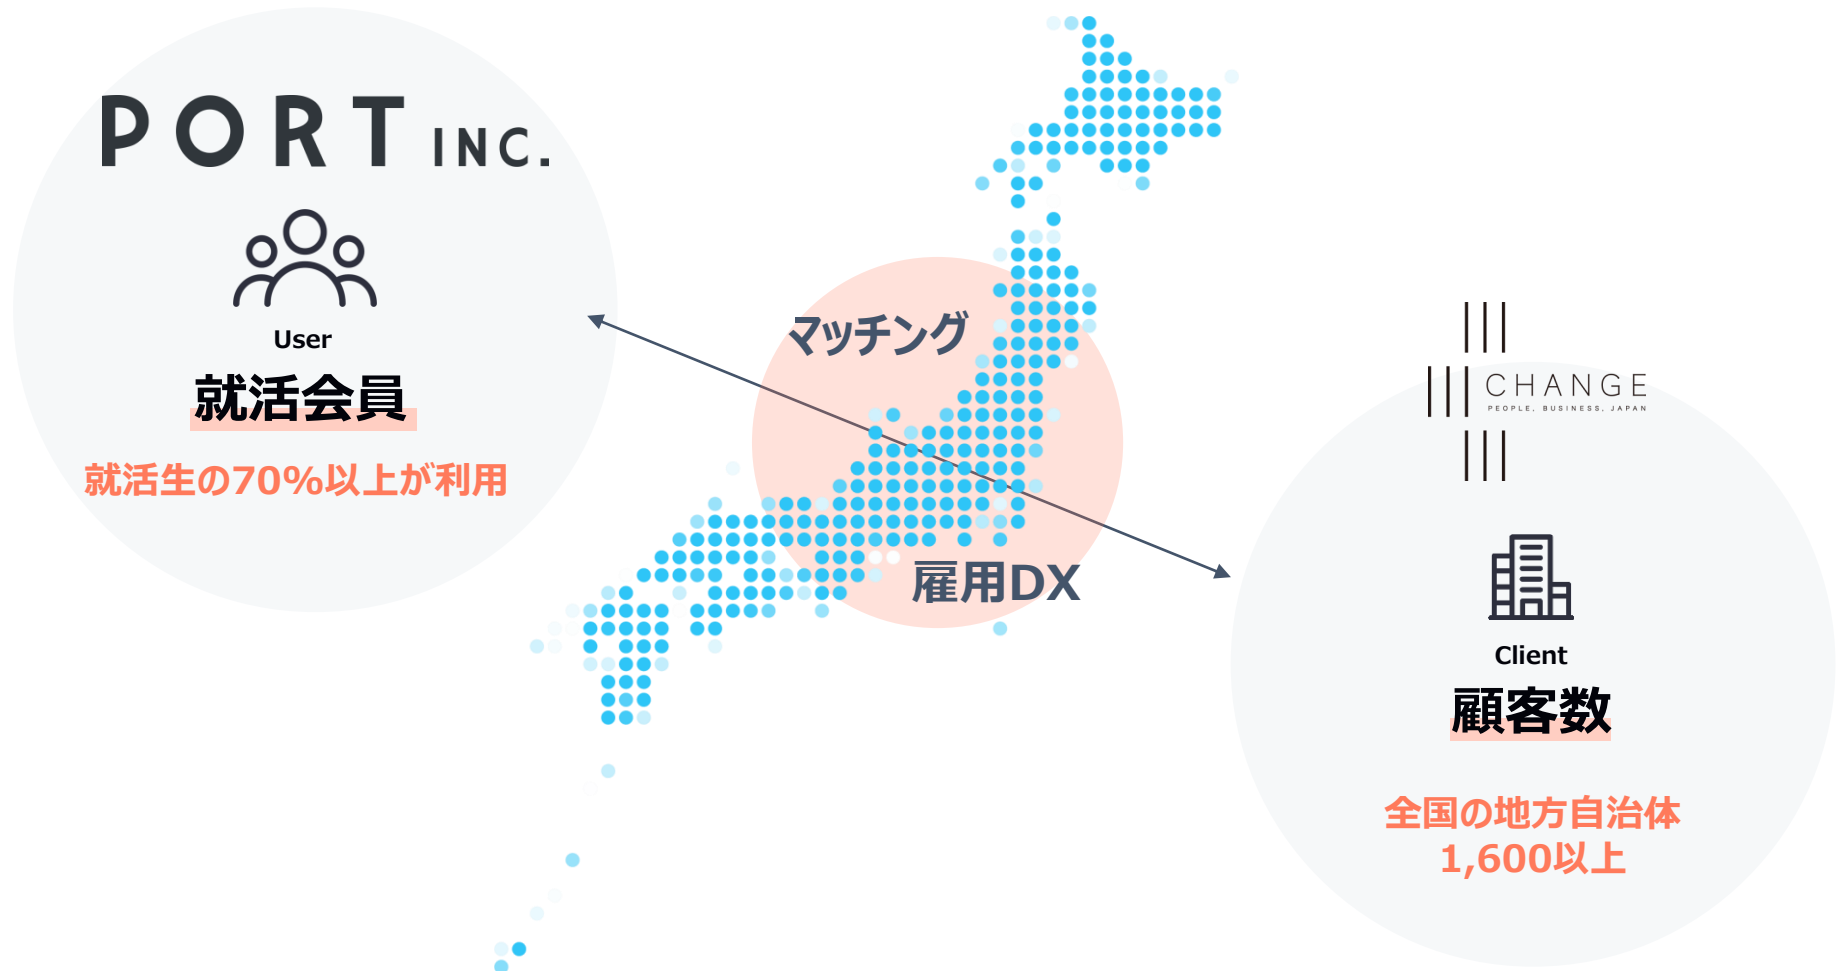 PORT INC.
User
就活会員
就活生の70%以上が利用
マッチング
雇用DX
CHANGE
PEOPLE, BUSINESS, JAPAN
Client
顧客数
全国の地方自治体
1,600以上